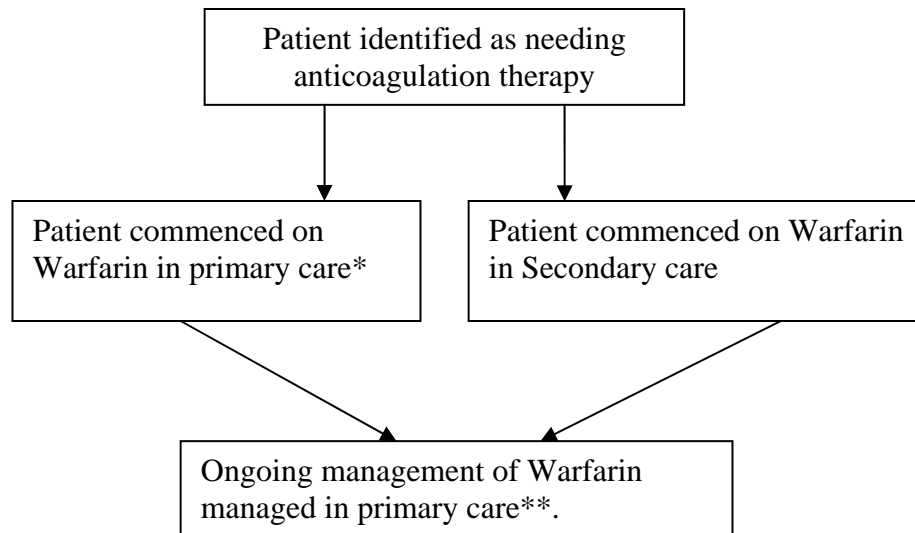 Patient identified as needing
anticoagulation therapy
Patient commenced on
Warfarin in primary care*
Patient commenced on Warfarin
in Secondary care
Ongoing management of Warfarin
managed in primary care**.